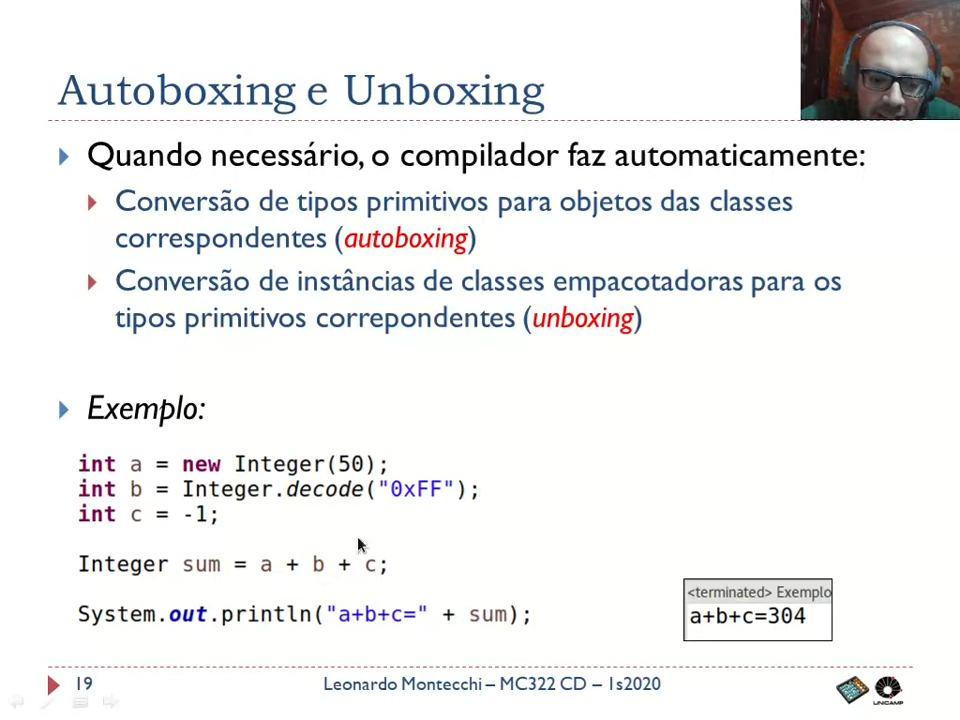 Autoboxing e Unboxing
Quando necessário, o compilador faz automaticamente:
Conversão de tipos primitivos para objetos das classes
correspondentes (autoboxing)
Conversão de instâncias de classes empacotadoras para os
tipos primitivos correpondentes (unboxing)
Exemplo:
int a = new Integer(50);
int b = Integer.decode("0xFF");
int c = -1;
Integer sum = a + b + c;
System.out.println("a+b+c=" + sum);
<terminated> Exemplo
a+b+c=304
19
Leonardo Montecchi – MC322 CD – 1s2020
UNICAMP